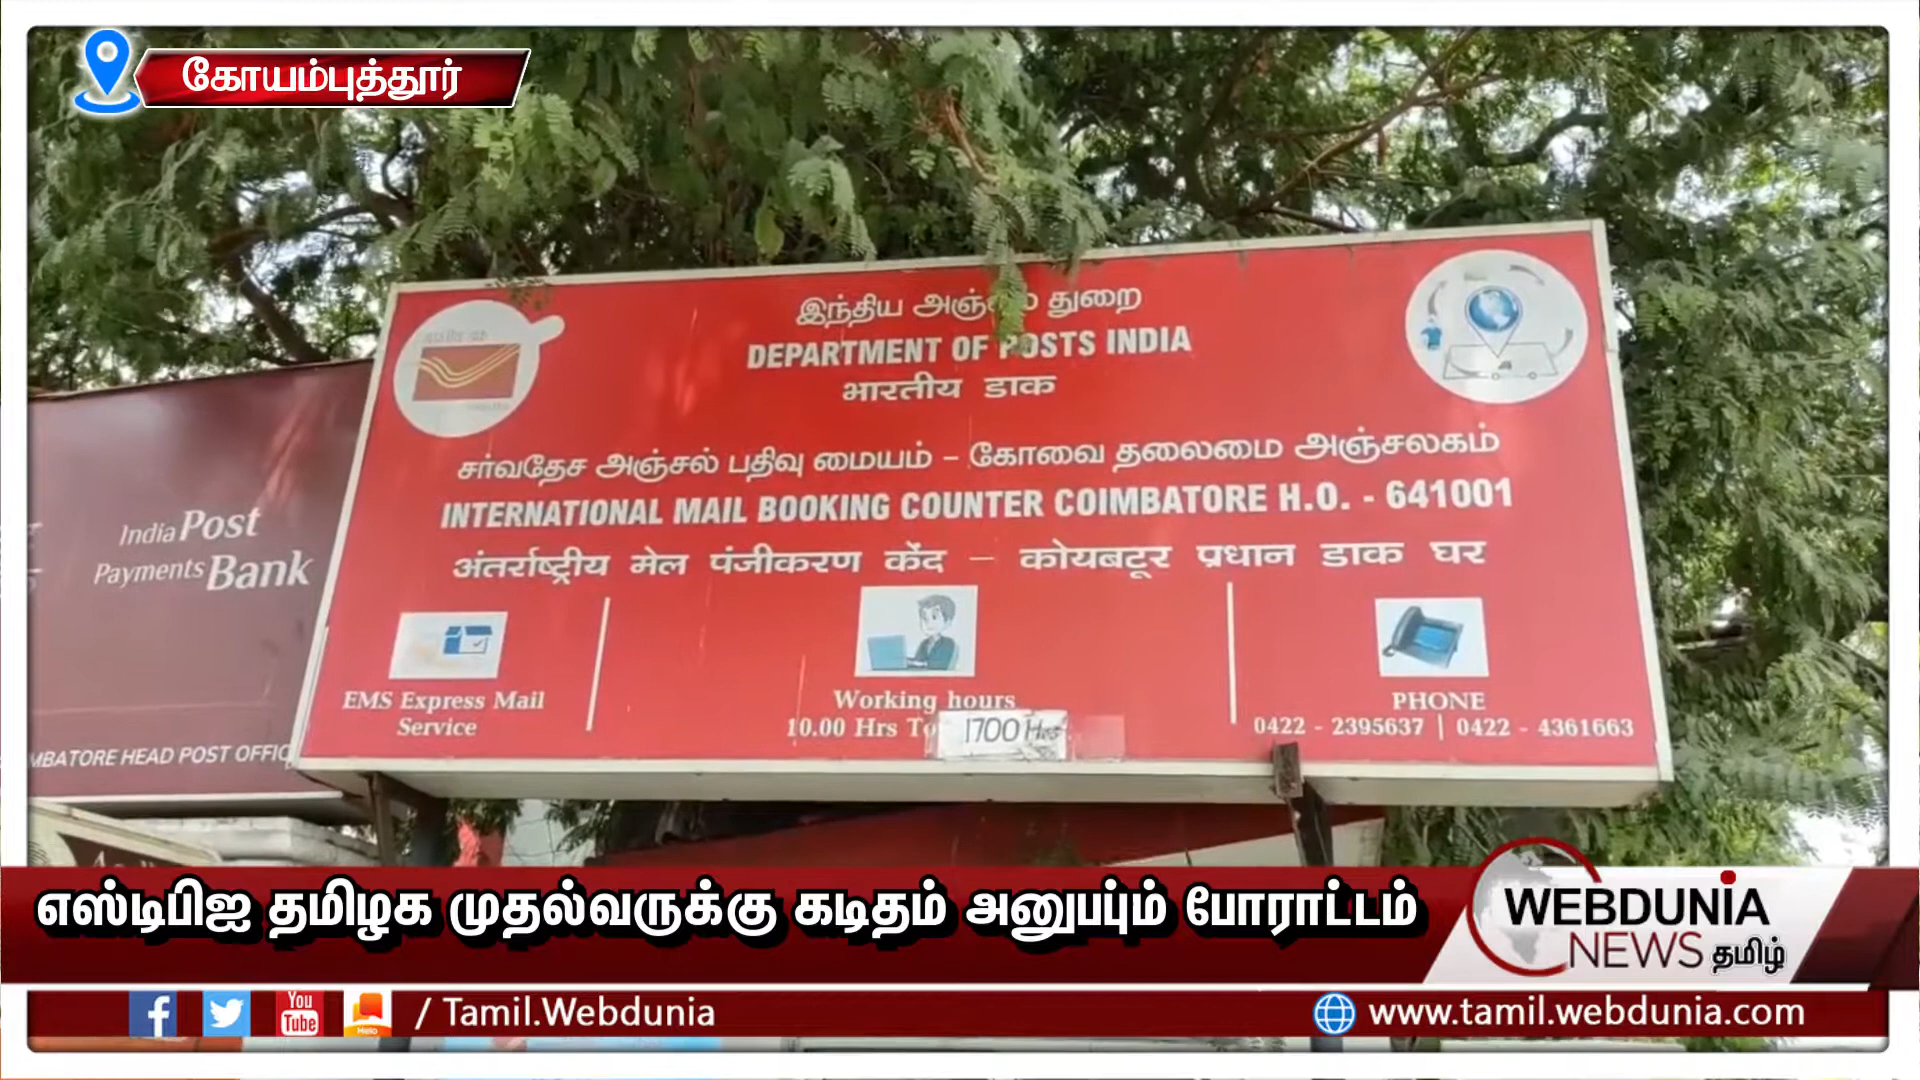 கோயம்புத்தூர்
இந்திய அஞ்சல் துறை
DEPARTMENT OF POSTS INDIA
भारतीय डाक
சர்வதேச அஞ்சல் பதிவு மையம் – கோவை தலைமை அஞ்சலகம்
INTERNATIONAL MAIL BOOKING COUNTER COIMBATORE H.O. - 641001
अंतर्राष्ट्रीय मेल पंजीकरण केंद – कोयबटूर प्रधान डाक घर
India Post
Payments Bank
MBATORE HEAD POST OFFIC
EMS Express Mail
Service
Working hours
10.00 Hrs To 1700 Hrs
PHONE
0422 - 2395637 | 0422 - 4361663
எஸ்டிபிஐ தமிழக முதல்வருக்கு கடிதம் அனுப்பும் போராட்டம்
WEBDUNIA
NEWS தமிழ்
You
Tube
Helo
/ Tamil.Webdunia
www.tamil.webdunia.com